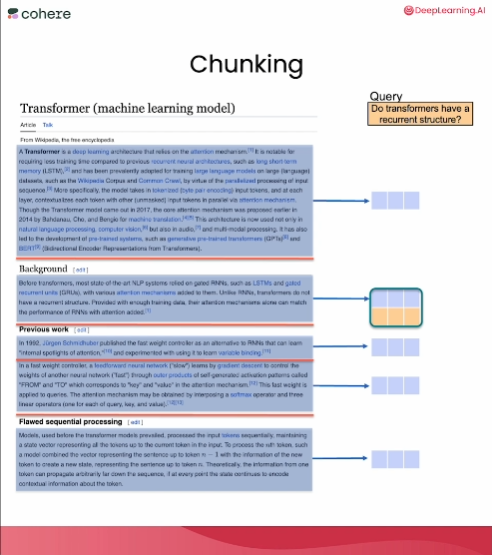 cohere
DeepLearning.AI
Chunking
Query
Do transformers have a
recurrent structure?
Transformer (machine learning model)
Article Talk
From Wikipedia, the free encyclopedia
A Transformer is a deep learning architecture that relies on the attention mechanism.[1] It is notable for
requiring less training time compared to previous recurrent neural architectures, such as long short-term
memory (LSTM),[2] and has been prevalently adopted for training large language models on large (language)
datasets, such as the Wikipedia Corpus and Common Crawl, by virtue of the parallelized processing of input
sequence.[3] More specifically, the model takes in tokenized (byte pair encoding) input tokens, and at each
layer, contextualizes each token with other (unmasked) input tokens in parallel via attention mechanism.
Though the Transformer model came out in 2017, the core attention mechanism was proposed earlier in
2014 by Bahdanau, Cho, and Bengio for machine translation.[4][5] This architecture is now used not only in
natural language processing, computer vision,[6] but also in audio,[7] and multi-modal processing. It has also
led to the development of pre-trained systems, such as generative pre-trained transformers (GPTs)[8] and
BERT[9] (Bidirectional Encoder Representations from Transformers).
Background [edit]
Before transformers, most state-of-the-art NLP systems relied on gated RNNs, such as LSTMs and gated
recurrent units (GRUs), with various attention mechanisms added to them. Unlike RNNs, transformers do not
have a recurrent structure. Provided with enough training data, their attention mechanisms alone can match
the performance of RNNs with attention added.[1]
Previous work [edit]
In 1992, Jürgen Schmidhuber published the fast weight controller as an alternative to RNNs that can learn
"internal spotlights of attention,"[14] and experimented with using it to learn variable binding.[15]
In a fast weight controller, a feedforward neural network ("slow") learns by gradient descent to control the
weights of another neural network ("fast") through outer products of self-generated activation patterns called
"FROM" and "TO" which corresponds to "key" and "value" in the attention mechanism.[12] This fast weight is
applied to queries. The attention mechanism may be obtained by interposing a softmax operator and three
linear operators (one for each of query, key, and value).[12][13]
Flawed sequential processing [edit]
Models, used before the transformer models prevailed, processed the input tokens sequentially, maintaining
a state vector representing all the tokens up to the current token in the input. To process the nth token, such
a model combined the vector representing the sentence up to token n − 1 with the information of the new
token to create a new state, representing the sentence up to token n. Theoretically, the information from one
token can propagate arbitrarily far down the sequence, if at every point the state continues to encode
contextual information about the token.